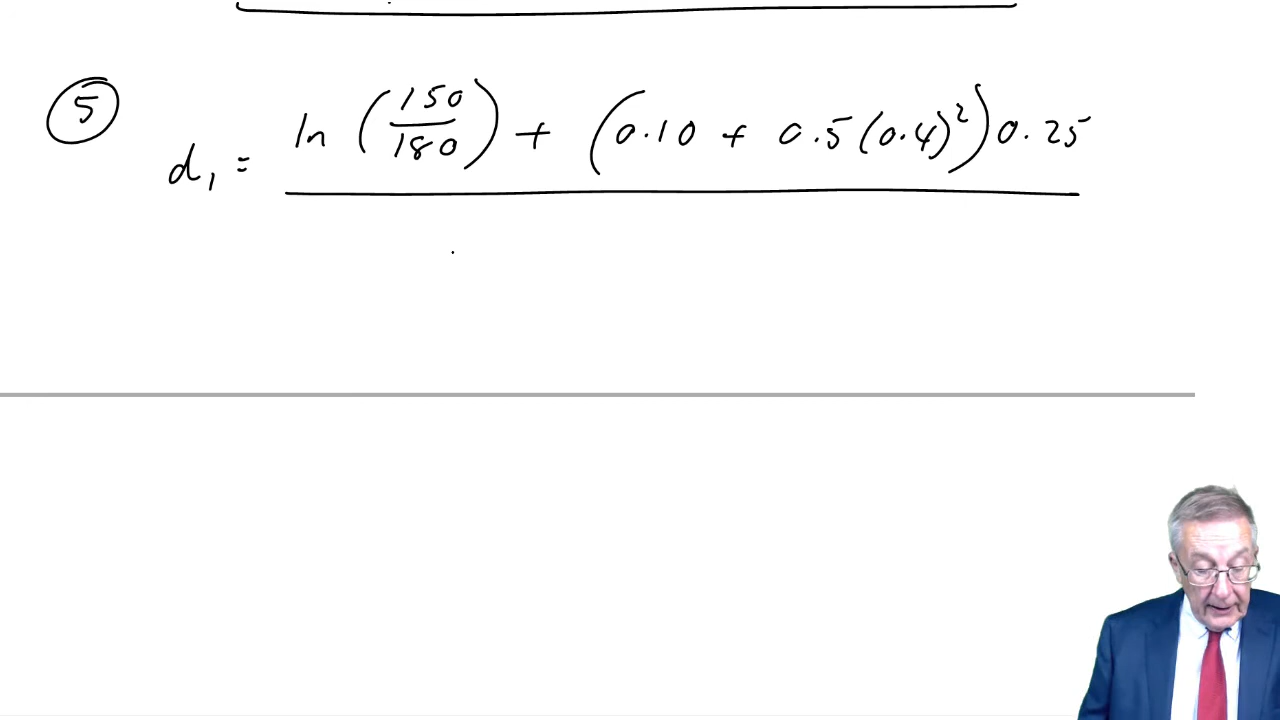 ⑤ d₁ = ln (150/180) + (0.10 + 0.5(0.4)²)0.25